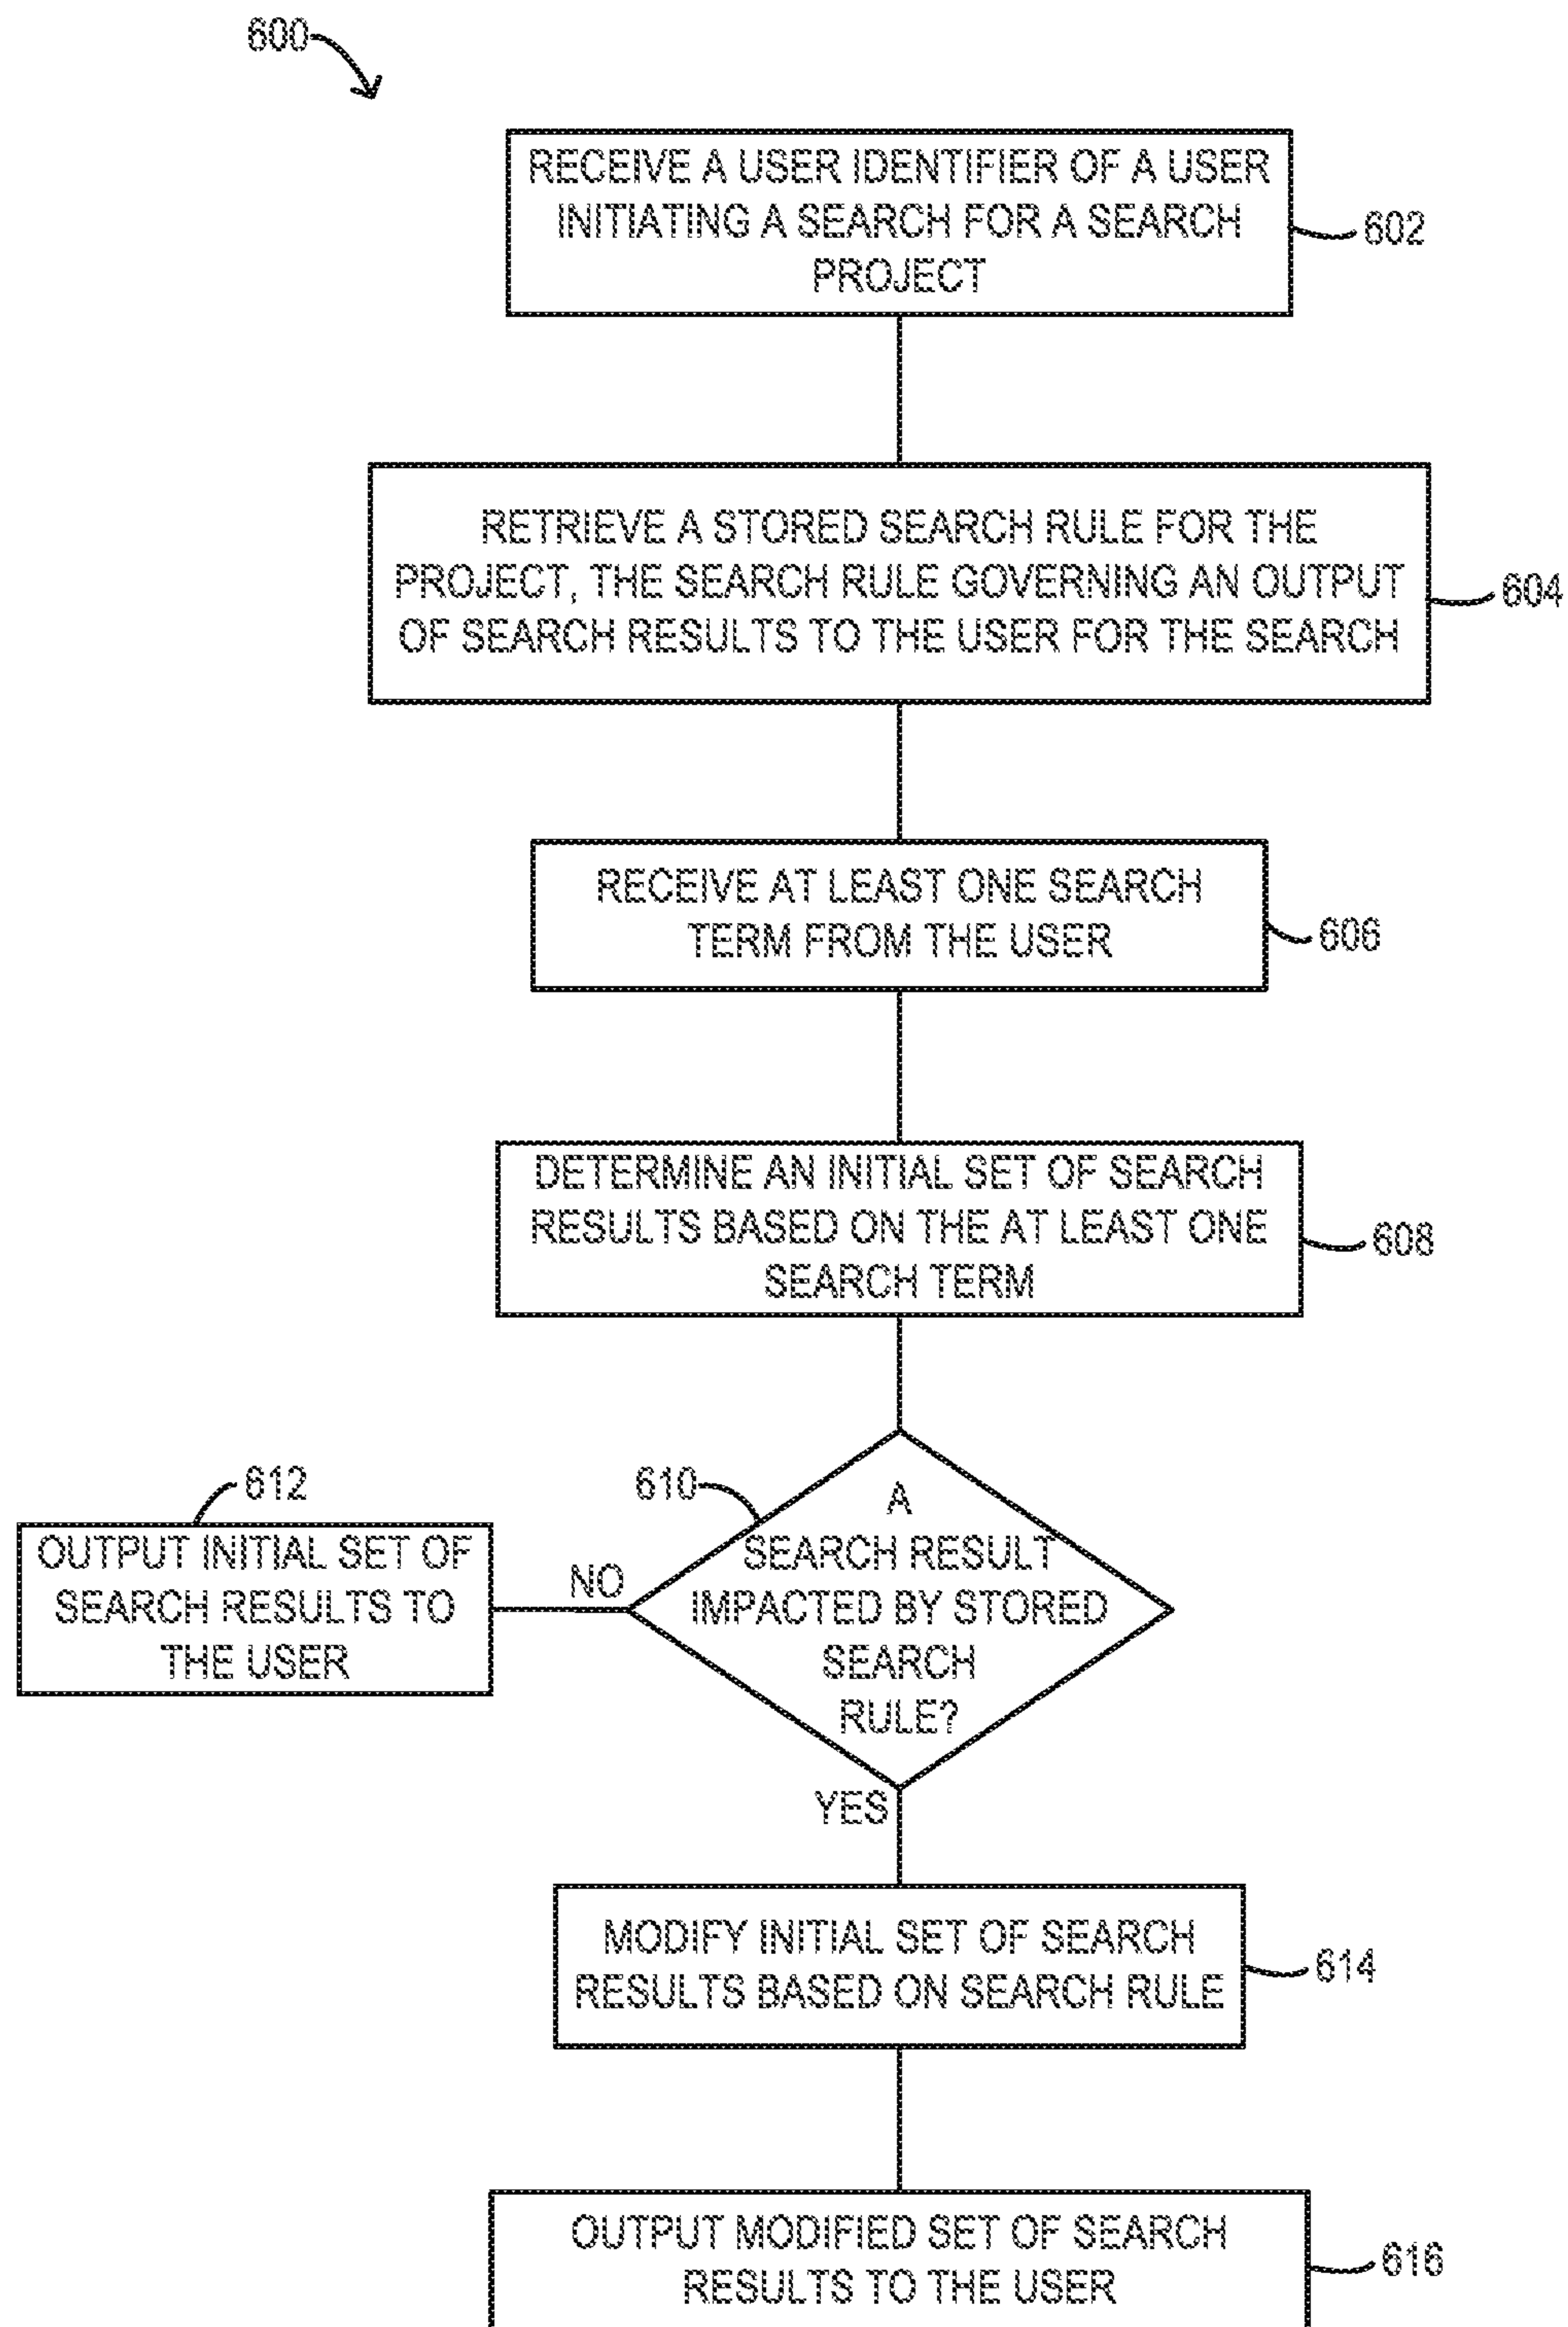 600
RECEIVE A USER IDENTIFIER OF A USER
INITIATING A SEARCH FOR A SEARCH
PROJECT
602
RETRIEVE A STORED SEARCH RULE FOR THE
PROJECT, THE SEARCH RULE GOVERNING AN OUTPUT
OF SEARCH RESULTS TO THE USER FOR THE SEARCH
604
RECEIVE AT LEAST ONE SEARCH
TERM FROM THE USER
606
DETERMINE AN INITIAL SET OF SEARCH
RESULTS BASED ON THE AT LEAST ONE
SEARCH TERM
608
612
OUTPUT INITIAL SET OF
SEARCH RESULTS TO
THE USER
NO
610
A
SEARCH RESULT
IMPACTED BY STORED
SEARCH
RULE?
YES
MODIFY INITIAL SET OF SEARCH
RESULTS BASED ON SEARCH RULE
614
OUTPUT MODIFIED SET OF SEARCH
RESULTS TO THE USER
616